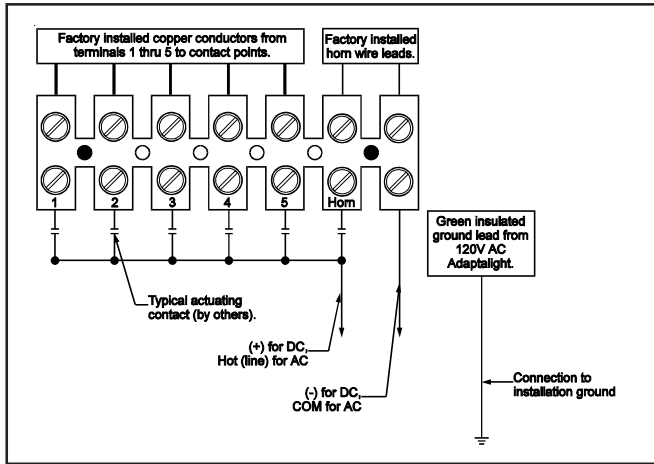 Factory installed copper conductors from
terminals 1 thru 5 to contact points.
Factory installed
horn wire leads.
1 2 3 4 5 Horn
Green insulated
ground lead from
120V AC
Adaptalight.
Typical actuating
contact (by others).
(+) for DC,
Hot (line) for AC
(-) for DC,
COM for AC
Connection to
installation ground